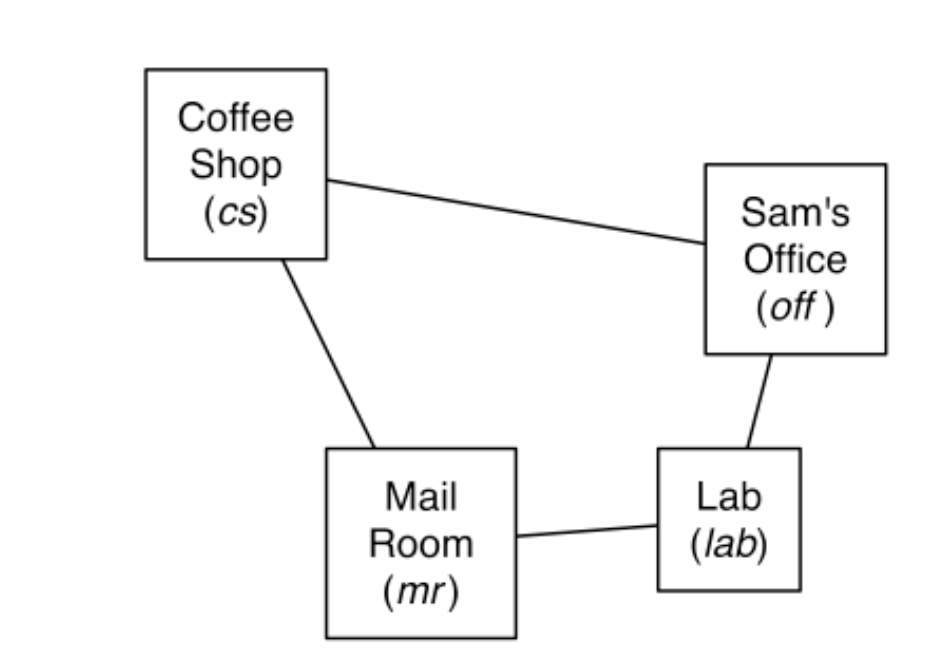 Coffee
Shop
(cs)
Sam's
Office
(off )
Mail
Room
(mr)
Lab
(lab)